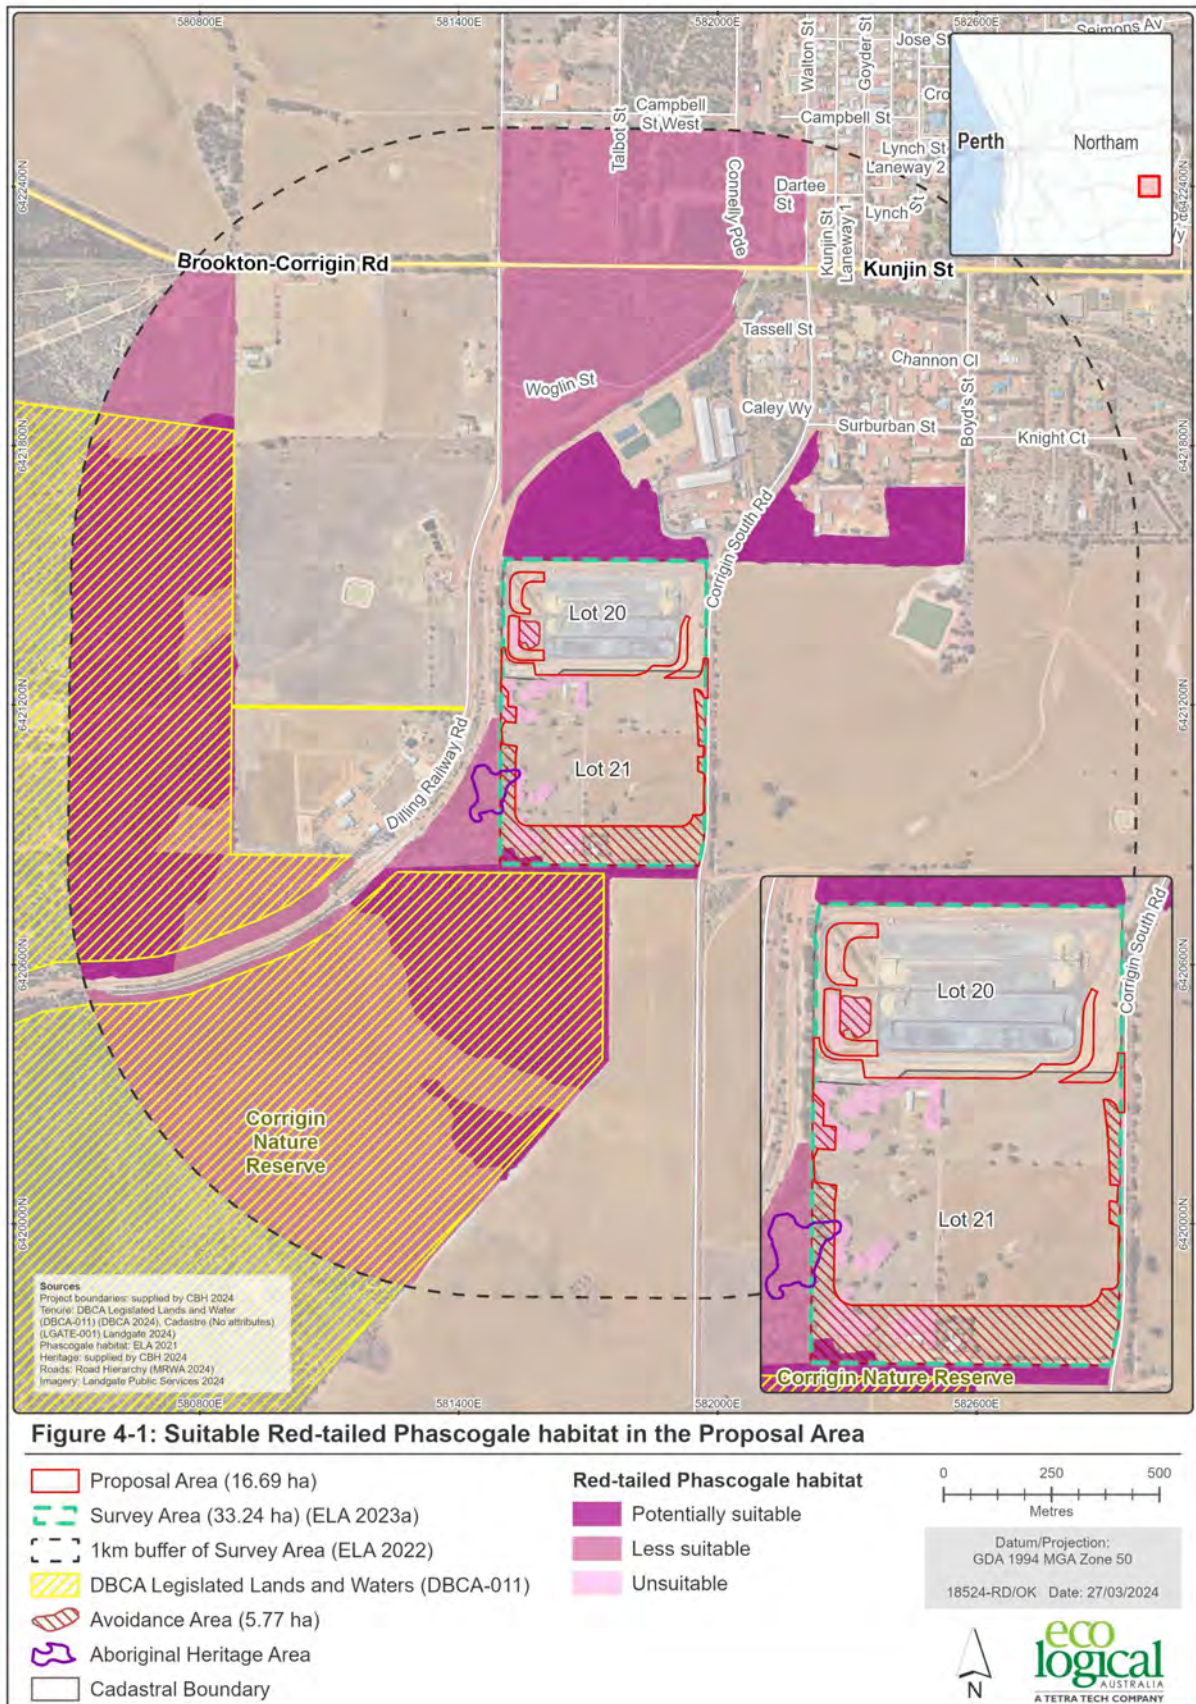 580800E
581400E
582000E
582600E
Seimons Av
Jose St
Walton St
Goyder St
Cro
Campbell
St West
Campbell St
Talbot St
Lynch St
Laneway 2
Connelly Pde
Dartee
St
Lynch St
Kunjin St
Laneway 1
Perth
Northam
6422400N
6422400N
Brookton-Corrigin Rd
Kunjin St
Tassell St
Channon Cl
Woglin St
Caley Wy
Surburban St
Boyd's St
Knight Ct
6421800N
6421800N
Corrigin South Rd
Lot 20
6421200N
6421200N
Dilling Railway Rd
Lot 21
6420600N
6420600N
Corrigin South Rd
Lot 20
Corrigin
Nature
Reserve
Lot 21
6420000N
6420000N
Corrigin Nature Reserve
Sources
Project boundaries: supplied by CBH 2024
Tenure: DBCA Legislated Lands and Water
(DBCA-011) (DBCA 2024), Cadastre (No attributes)
(LGATE-001) Landgate 2024)
Phascogale habitat: ELA 2021
Heritage: supplied by CBH 2024
Roads: Road Hierarchy (MRWA 2024)
Imagery: Landgate Public Services 2024
580800E
581400E
582000E
582600E
Figure 4-1: Suitable Red-tailed Phascogale habitat in the Proposal Area
Proposal Area (16.69 ha)
Survey Area (33.24 ha) (ELA 2023a)
1km buffer of Survey Area (ELA 2022)
DBCA Legislated Lands and Waters (DBCA-011)
Avoidance Area (5.77 ha)
Aboriginal Heritage Area
Cadastral Boundary
Red-tailed Phascogale habitat
Potentially suitable
Less suitable
Unsuitable
0 250 500
Metres
Datum/Projection:
GDA 1994 MGA Zone 50
18524-RD/OK Date: 27/03/2024
N
eco
logical
AUSTRALIA
A TETRA TECH COMPANY